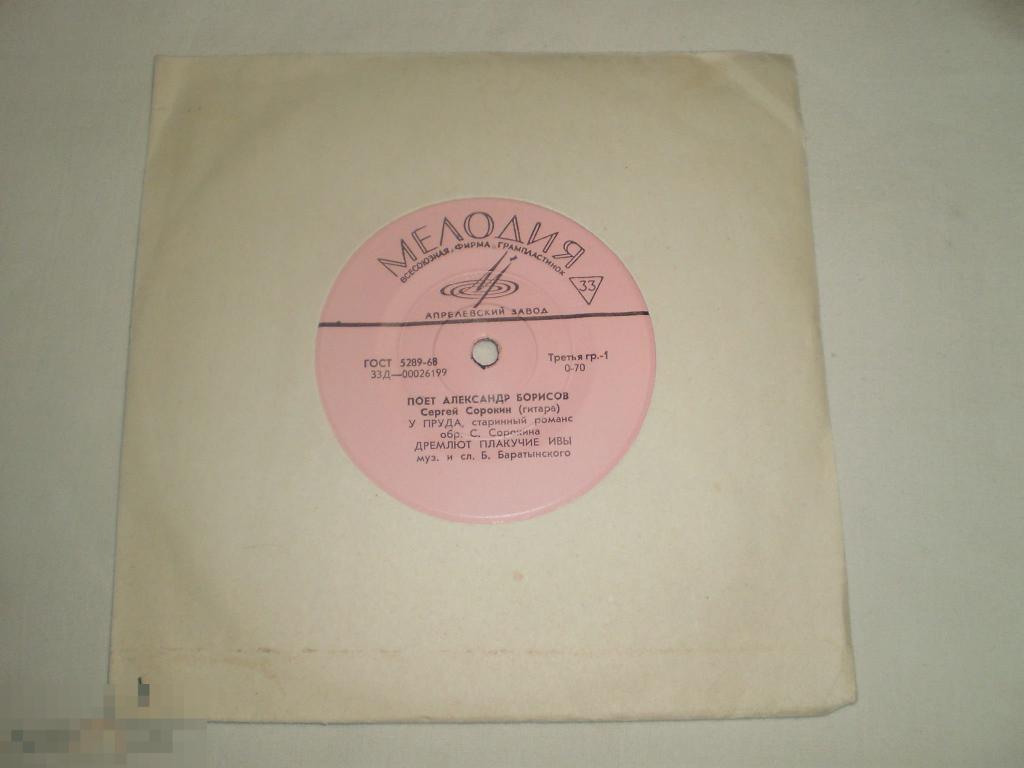 МЕЛОДИЯ
ВСЕСОЮЗНАЯ ФИРМА ГРАМПЛАСТИНОК
33
АПРЕЛЕВСКИЙ ЗАВОД
ГОСТ 5289-68
33Д—00026199
Третья гр.-1
0-70
ПОЕТ АЛЕКСАНДР БОРИСОВ
Сергей Сорокин (гитара)
У ПРУДА, старинный романс
обр. С. Сорокина
ДРЕМЛЮТ ПЛАКУЧИЕ ИВЫ
муз. и сл. Б. Баратынского